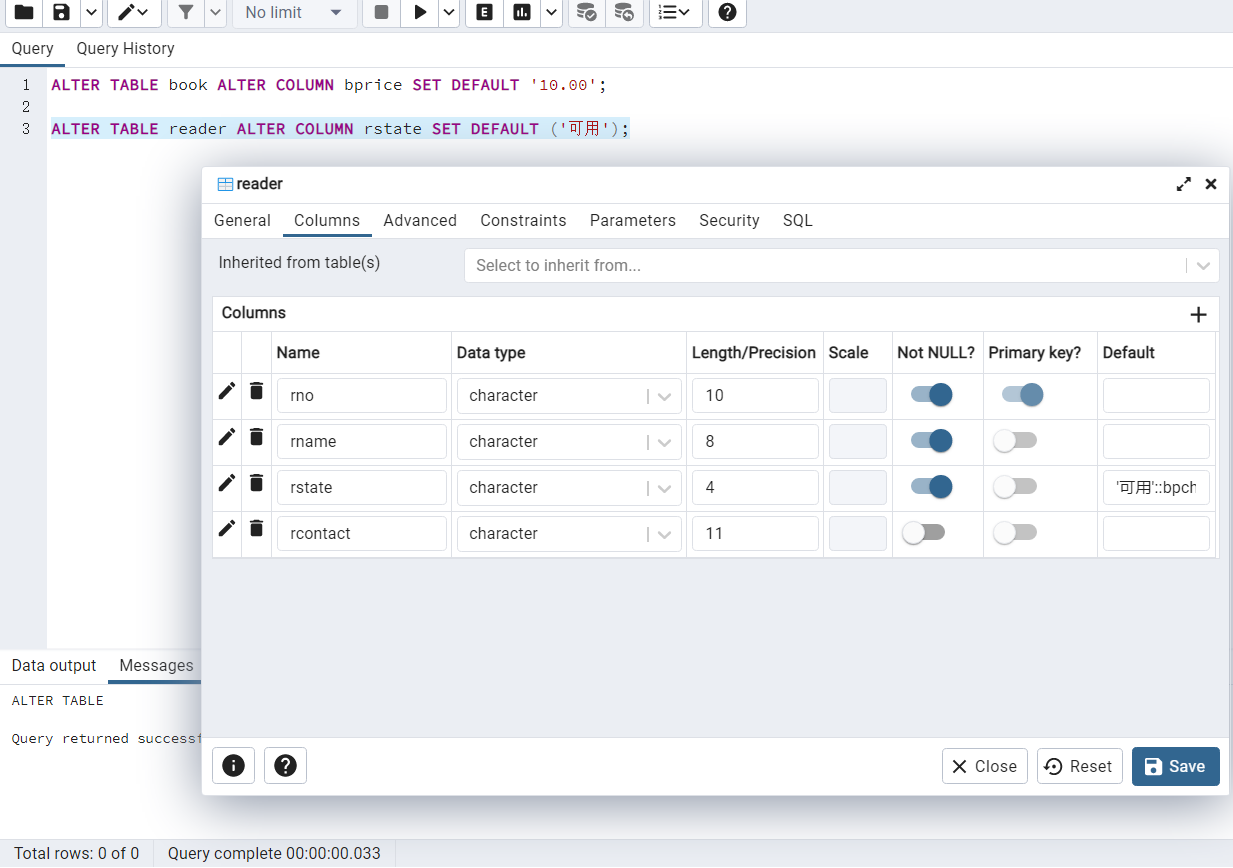 No limit
E
Query Query History
1 ALTER TABLE book ALTER COLUMN bprice SET DEFAULT '10.00';
2
3 ALTER TABLE reader ALTER COLUMN rstate SET DEFAULT ('可用');
reader
General Columns Advanced Constraints Parameters Security SQL
Inherited from table(s) Select to inherit from...
Columns
Name Data type Length/Precision Scale Not NULL? Primary key? Default
rno character 10
rname character 8
rstate character 4 '可用'::bpch
rcontact character 11
Data output Messages
ALTER TABLE
Query returned successf
Close Reset Save
Total rows: 0 of 0 Query complete 00:00:00.033